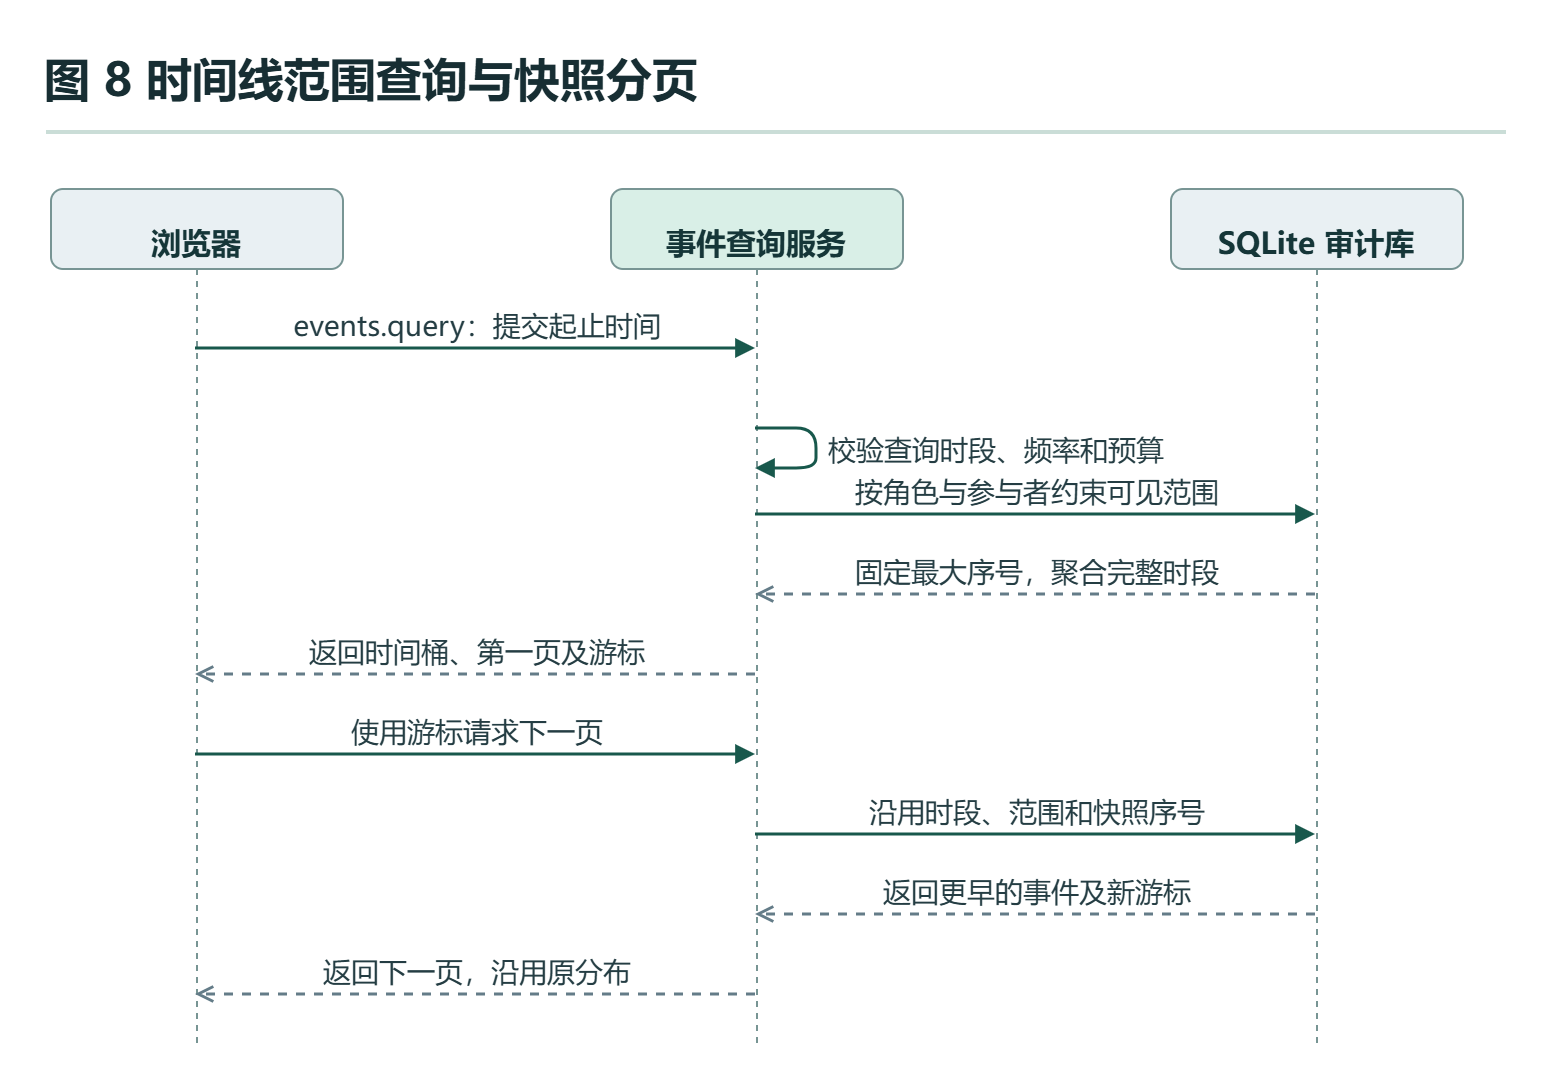 图 8 时间线范围查询与快照分页
浏览器
事件查询服务
SQLite 审计库
events.query：提交起止时间
校验查询时段、频率和预算
按角色与参与者约束可见范围
固定最大序号，聚合完整时段
返回时间桶、第一页及游标
使用游标请求下一页
沿用时段、范围和快照序号
返回更早的事件及新游标
返回下一页，沿用原分布